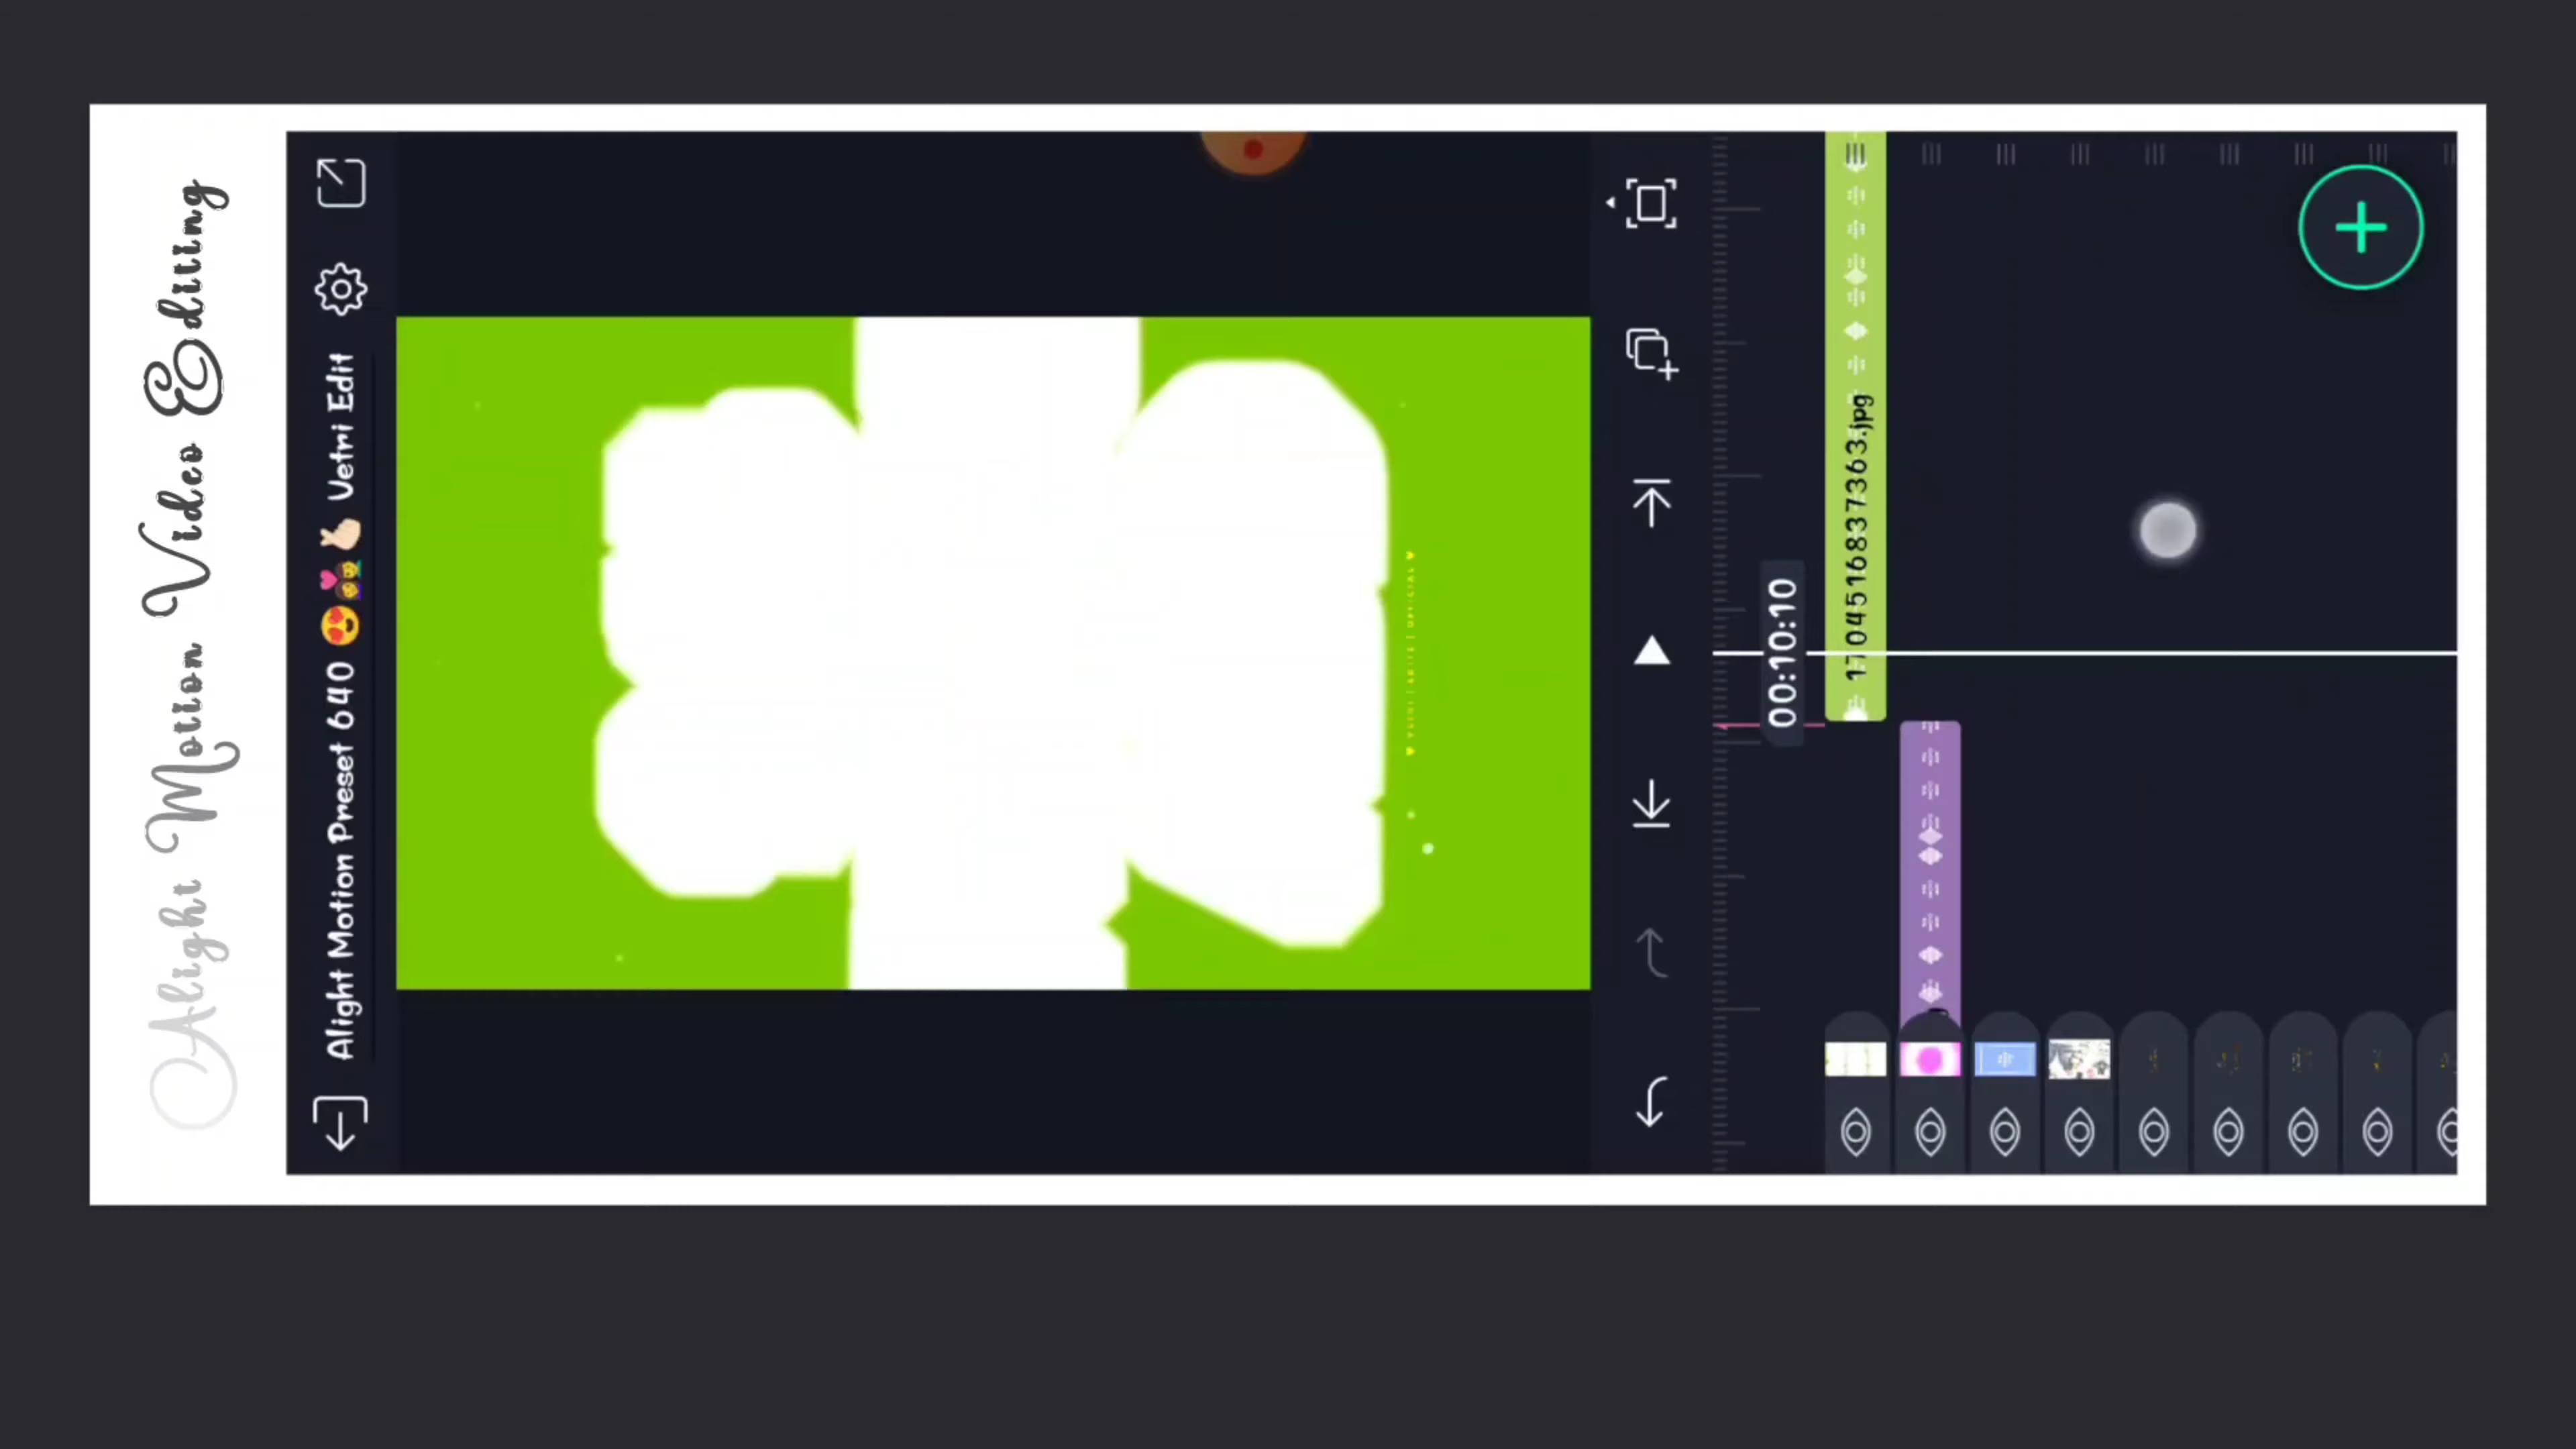 Alight Motion Video Editing
Alight Motion Preset 640 😍👩‍❤️‍👨🫰🏻 Vetri Edit
00:10:10
1704516837363.jpg